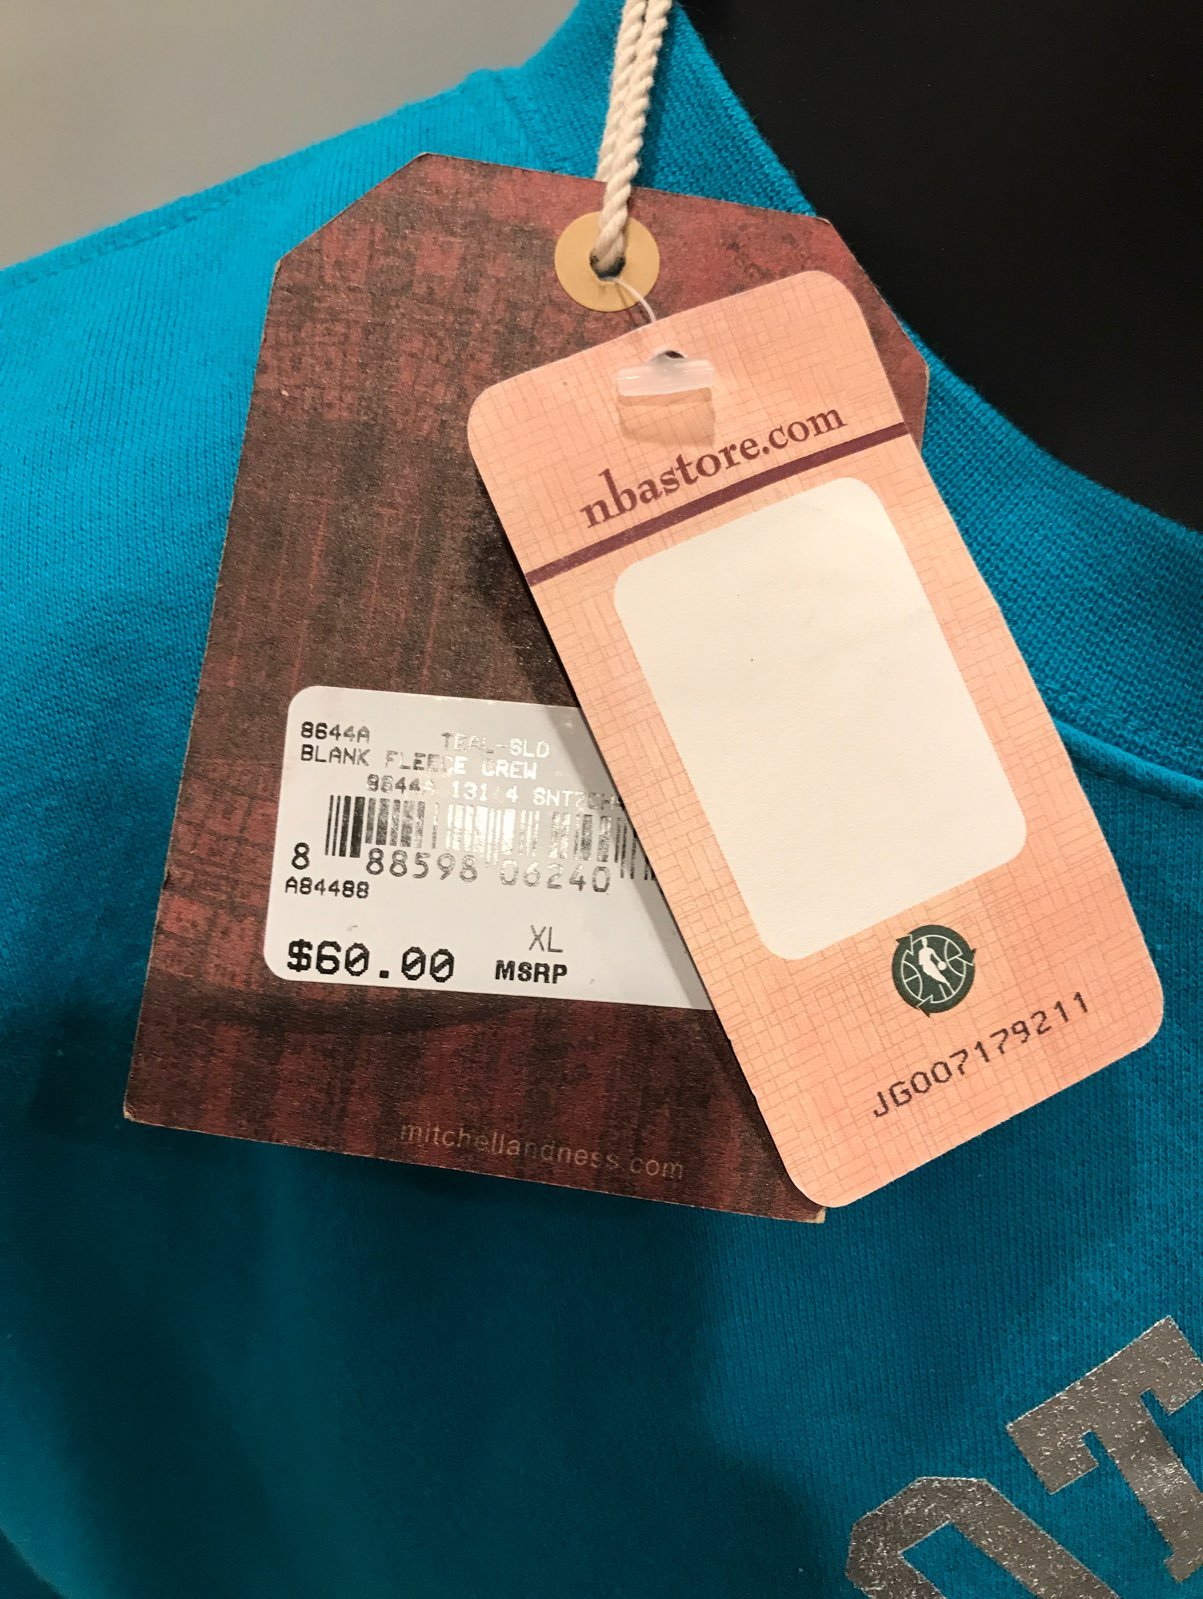 nbastore.com
8644A TEAL-SLD
BLANK FLEECE CREW
8 88598 06240
A84488
XL
$60.00 MSRP
JG007179211
mitchellandness.com
OT